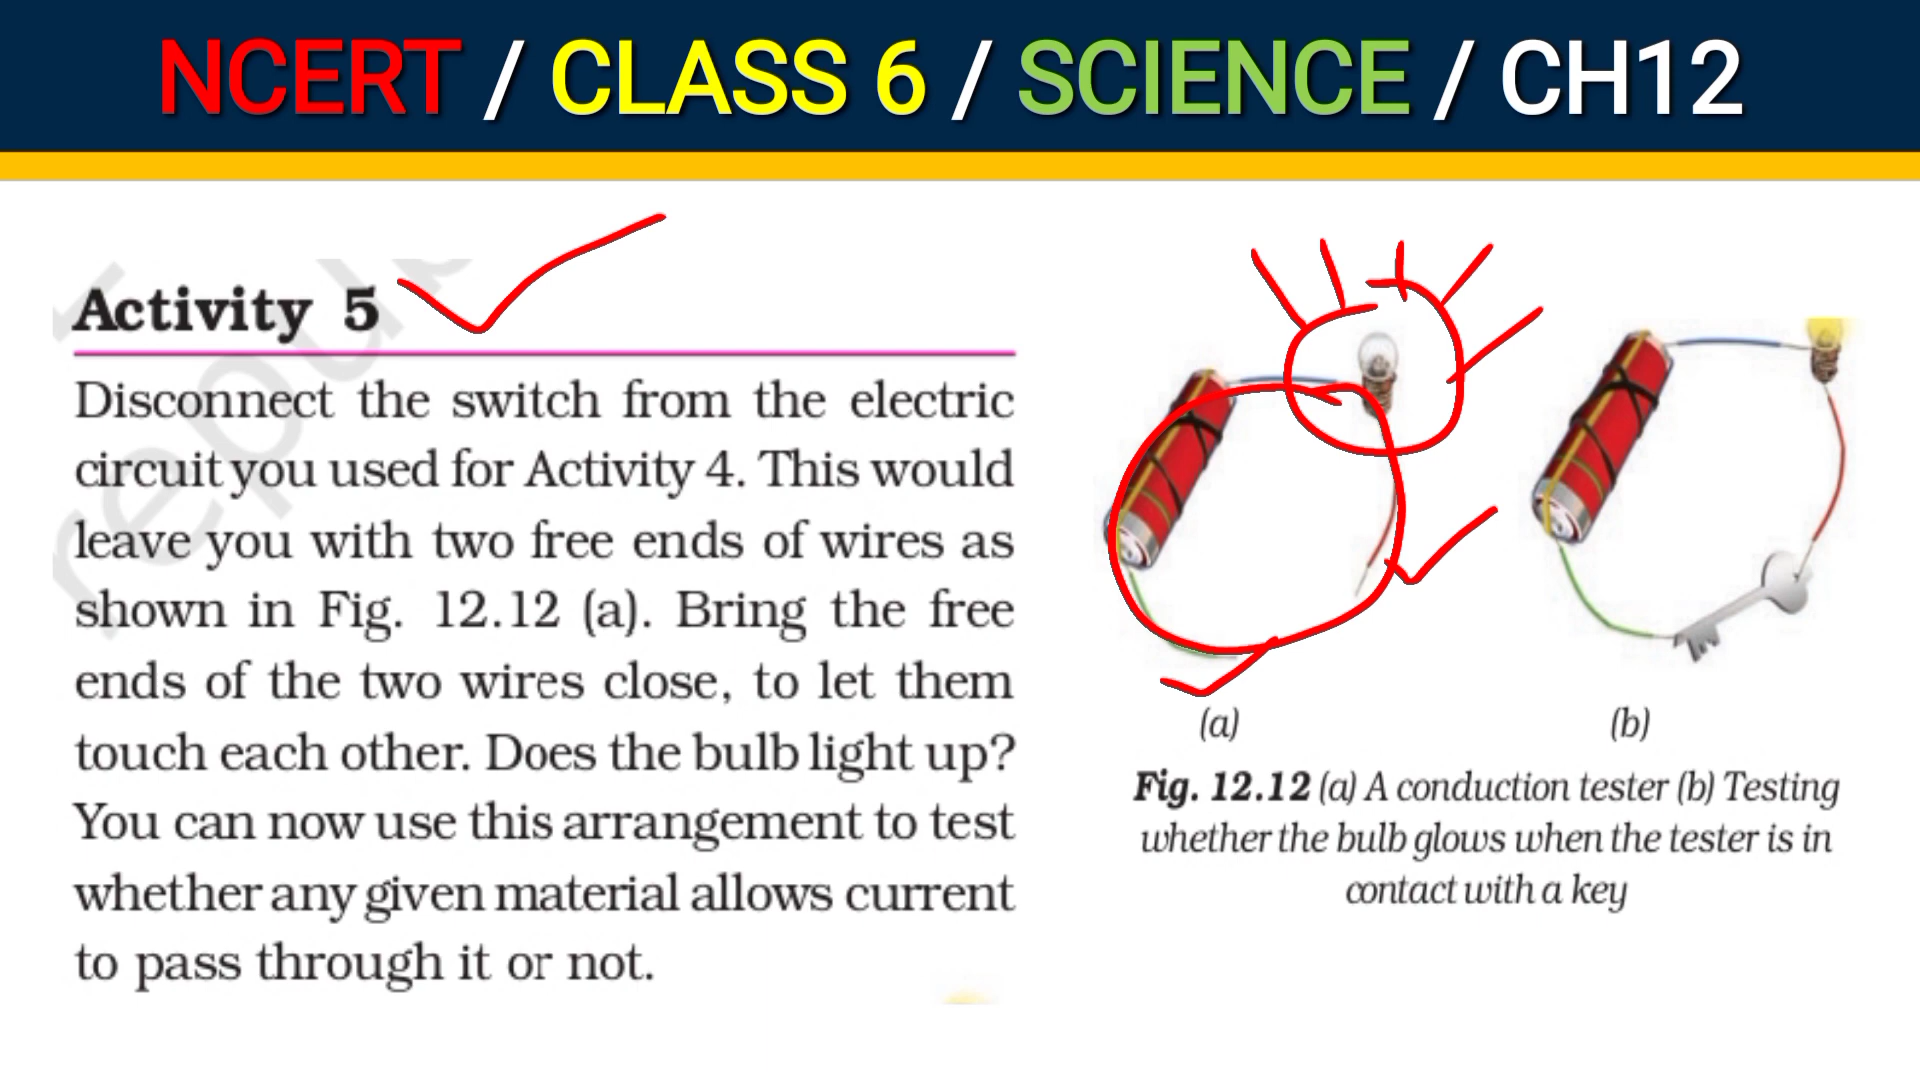 NCERT / CLASS 6 / SCIENCE / CH12
Activity 5
Disconnect the switch from the electric
circuit you used for Activity 4. This would
leave you with two free ends of wires as
shown in Fig. 12.12 (a). Bring the free
ends of the two wires close, to let them
touch each other. Does the bulb light up?
You can now use this arrangement to test
whether any given material allows current
to pass through it or not.
(a)
(b)
Fig. 12.12 (a) A conduction tester (b) Testing
whether the bulb glows when the tester is in
contact with a key